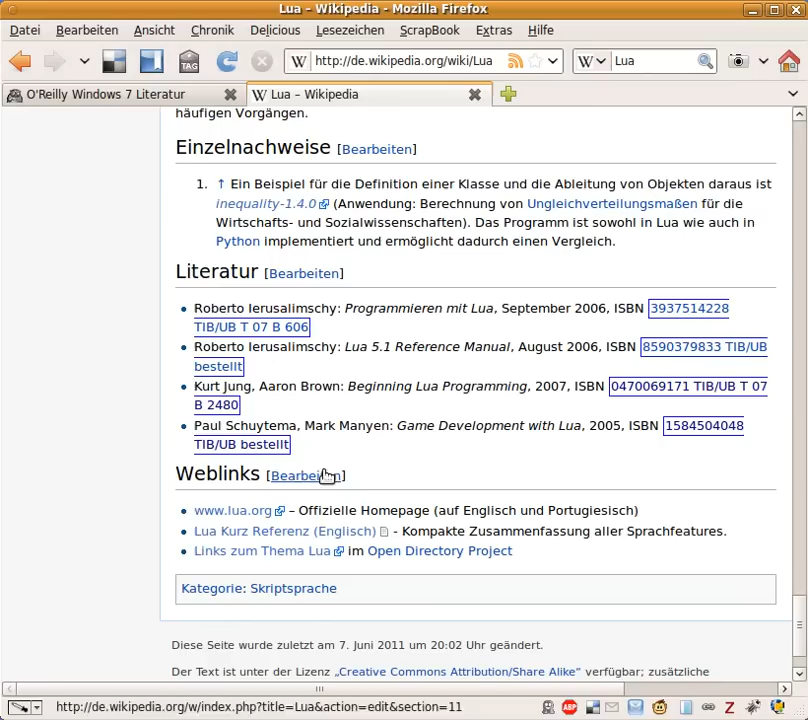 Lua – Wikipedia - Mozilla Firefox
Datei Bearbeiten Ansicht Chronik Delicious Lesezeichen ScrapBook Extras Hilfe
TAG W http://de.wikipedia.org/wiki/Lua W Lua
O'Reilly Windows 7 Literatur W Lua – Wikipedia
häufigen Vorgängen.
Einzelnachweise [Bearbeiten]
1. ↑ Ein Beispiel für die Definition einer Klasse und die Ableitung von Objekten daraus ist
inequality-1.4.0 (Anwendung: Berechnung von Ungleichverteilungsmaßen für die
Wirtschafts- und Sozialwissenschaften). Das Programm ist sowohl in Lua wie auch in
Python implementiert und ermöglicht dadurch einen Vergleich.
Literatur [Bearbeiten]
Roberto Ierusalimschy: Programmieren mit Lua, September 2006, ISBN 3937514228
TIB/UB T 07 B 606
Roberto Ierusalimschy: Lua 5.1 Reference Manual, August 2006, ISBN 8590379833 TIB/UB
bestellt
Kurt Jung, Aaron Brown: Beginning Lua Programming, 2007, ISBN 0470069171 TIB/UB T 07
B 2480
Paul Schuytema, Mark Manyen: Game Development with Lua, 2005, ISBN 1584504048
TIB/UB bestellt
Weblinks [Bearbeiten]
www.lua.org – Offizielle Homepage (auf Englisch und Portugiesisch)
Lua Kurz Referenz (Englisch) - Kompakte Zusammenfassung aller Sprachfeatures.
Links zum Thema Lua im Open Directory Project
Kategorie: Skriptsprache
Diese Seite wurde zuletzt am 7. Juni 2011 um 20:02 Uhr geändert.
Der Text ist unter der Lizenz „Creative Commons Attribution/Share Alike“ verfügbar; zusätzliche
http://de.wikipedia.org/w/index.php?title=Lua&action=edit&section=11 ABP Z